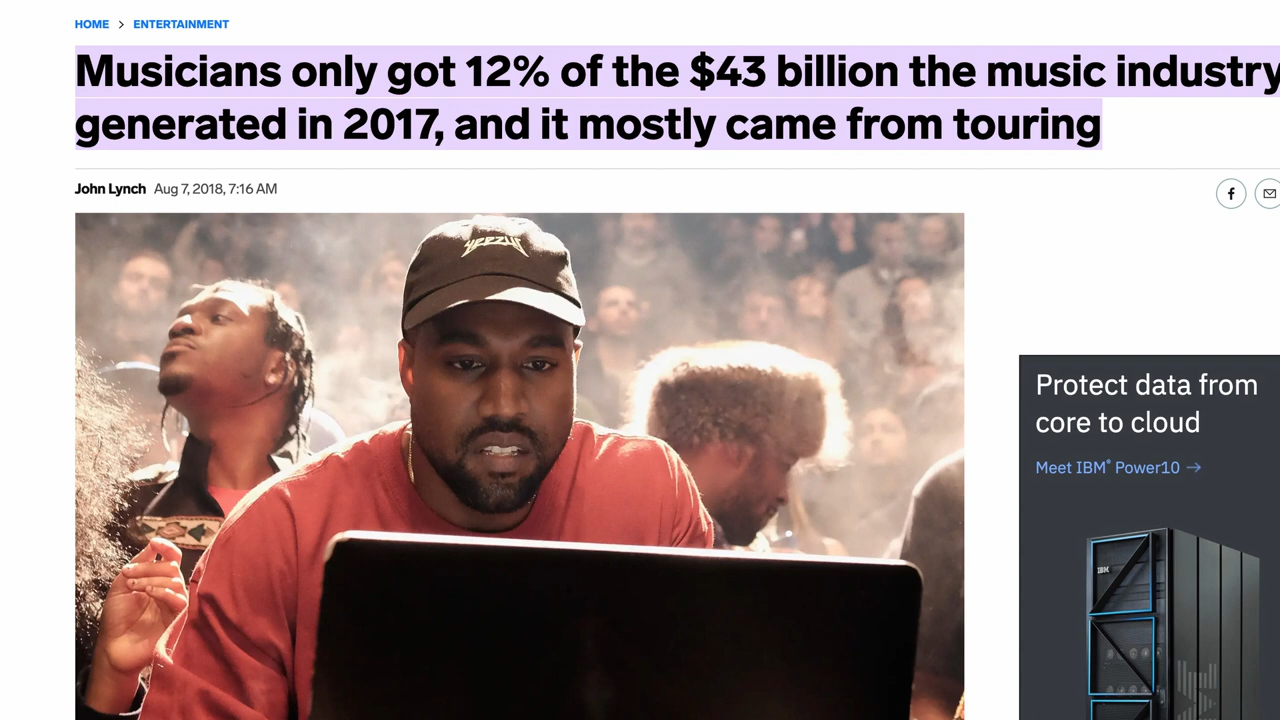 HOME > ENTERTAINMENT
Musicians only got 12% of the $43 billion the music industry
generated in 2017, and it mostly came from touring
John Lynch Aug 7, 2018, 7:16 AM
YEEZUS
Protect data from
core to cloud
Meet IBM® Power10 →
IBM